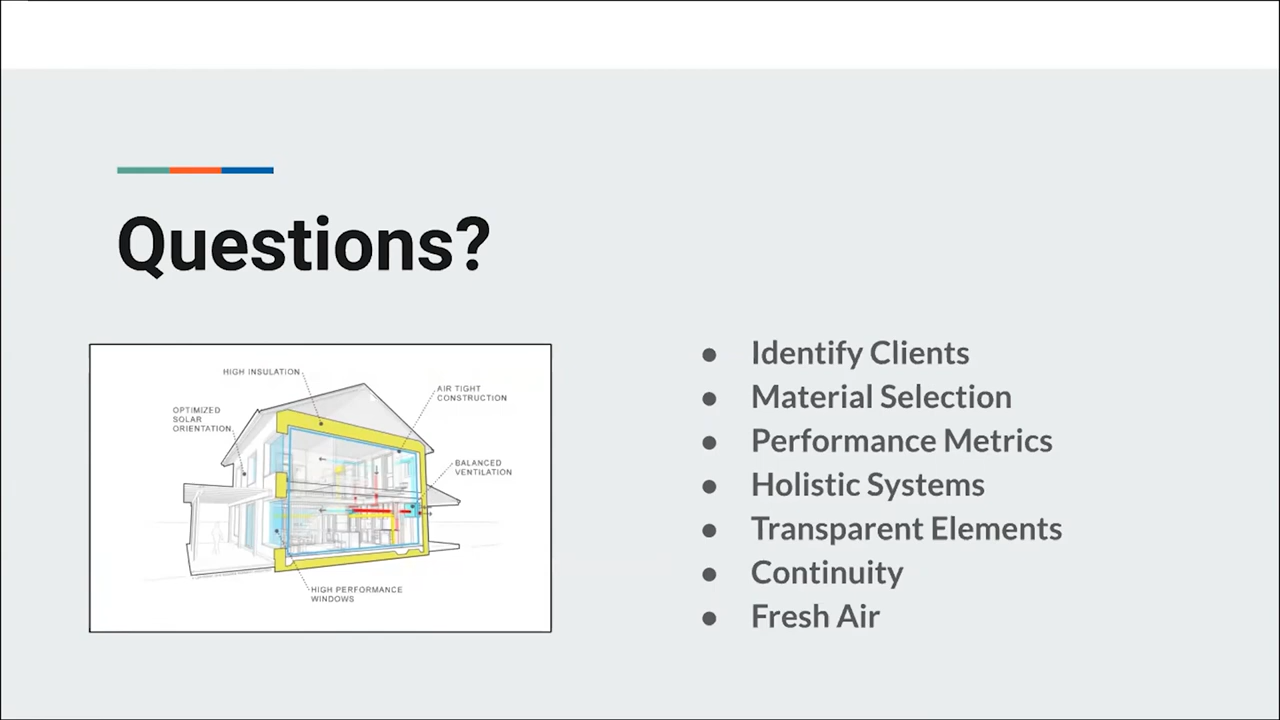 Questions?
HIGH INSULATION
AIR TIGHT
CONSTRUCTION
OPTIMIZED
SOLAR
ORIENTATION
BALANCED
VENTILATION
HIGH PERFORMANCE
WINDOWS
● Identify Clients
● Material Selection
● Performance Metrics
● Holistic Systems
● Transparent Elements
● Continuity
● Fresh Air